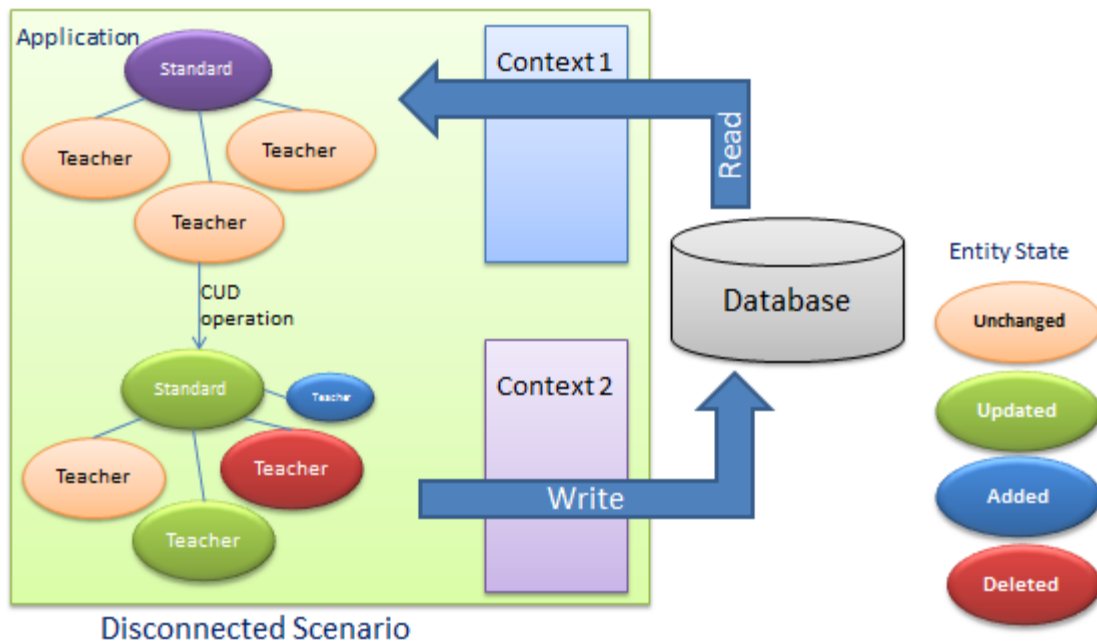 Application
Standard
Teacher
Teacher
Teacher
CUD
operation
Standard
Teacher
Teacher
Teacher
Teacher
Context 1
Read
Database
Context 2
Write
Entity State
Unchanged
Updated
Added
Deleted
Disconnected Scenario